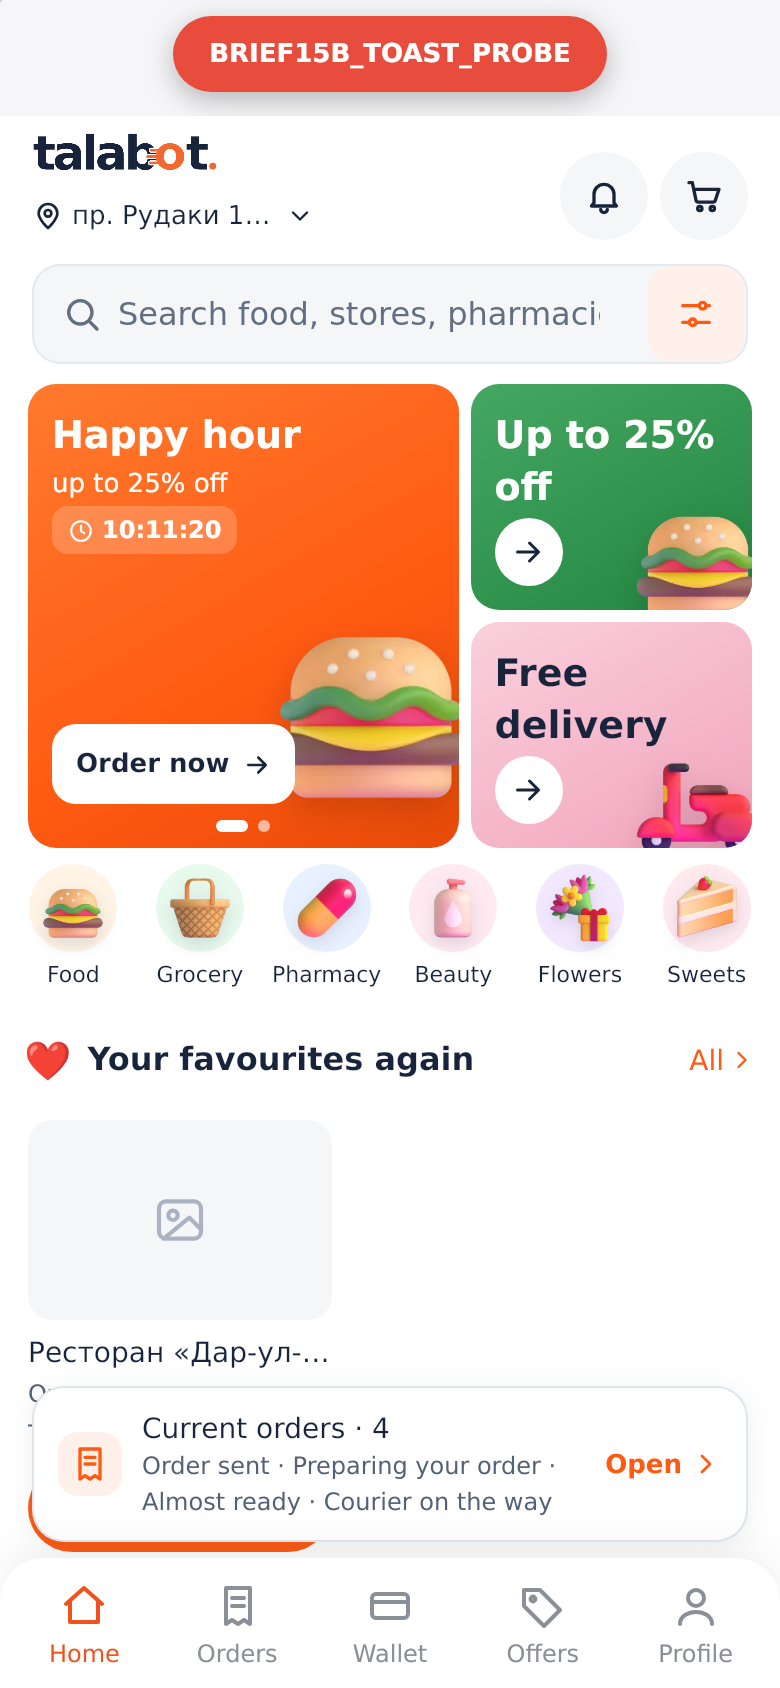 BRIEF15B_TOAST_PROBE
talabot.
пр. Рудаки 1...
Search food, stores, pharmaci
Happy hour
up to 25% off
10:11:20
Order now
Up to 25%
off
Free
delivery
Food
Grocery
Pharmacy
Beauty
Flowers
Sweets
Your favourites again
All
Ресторан «Дар-ул-...
Current orders · 4
Order sent · Preparing your order ·
Almost ready · Courier on the way
Open
Home
Orders
Wallet
Offers
Profile